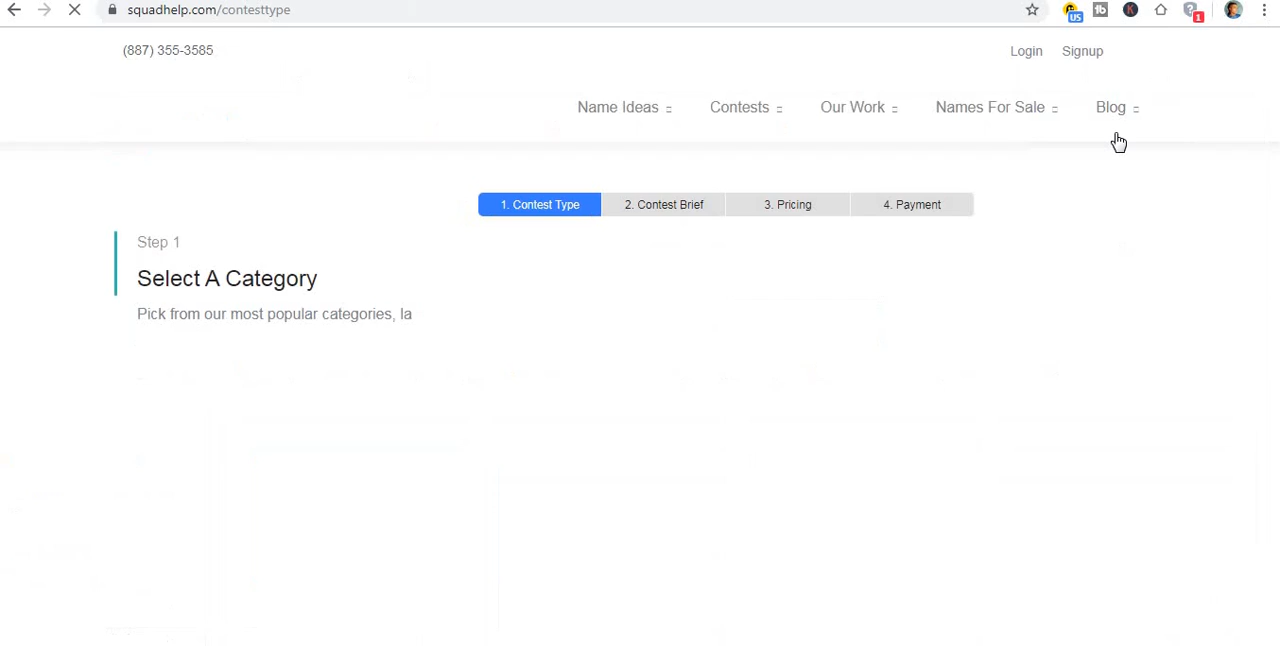 squadhelp.com/contesttype
US
1
(887) 355-3585
Login Signup
Name Ideas Contests Our Work Names For Sale Blog
1. Contest Type 2. Contest Brief 3. Pricing 4. Payment
Step 1
Select A Category
Pick from our most popular categories, la